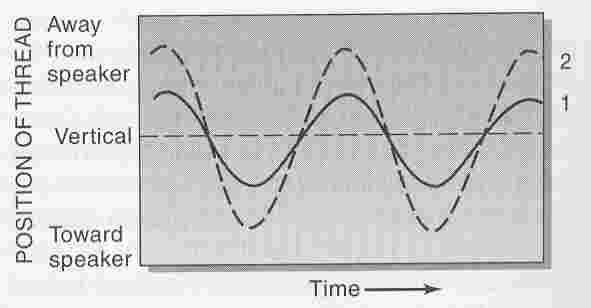 POSITION OF THREAD
Away
from
speaker
Vertical
Toward
speaker
2
1
Time